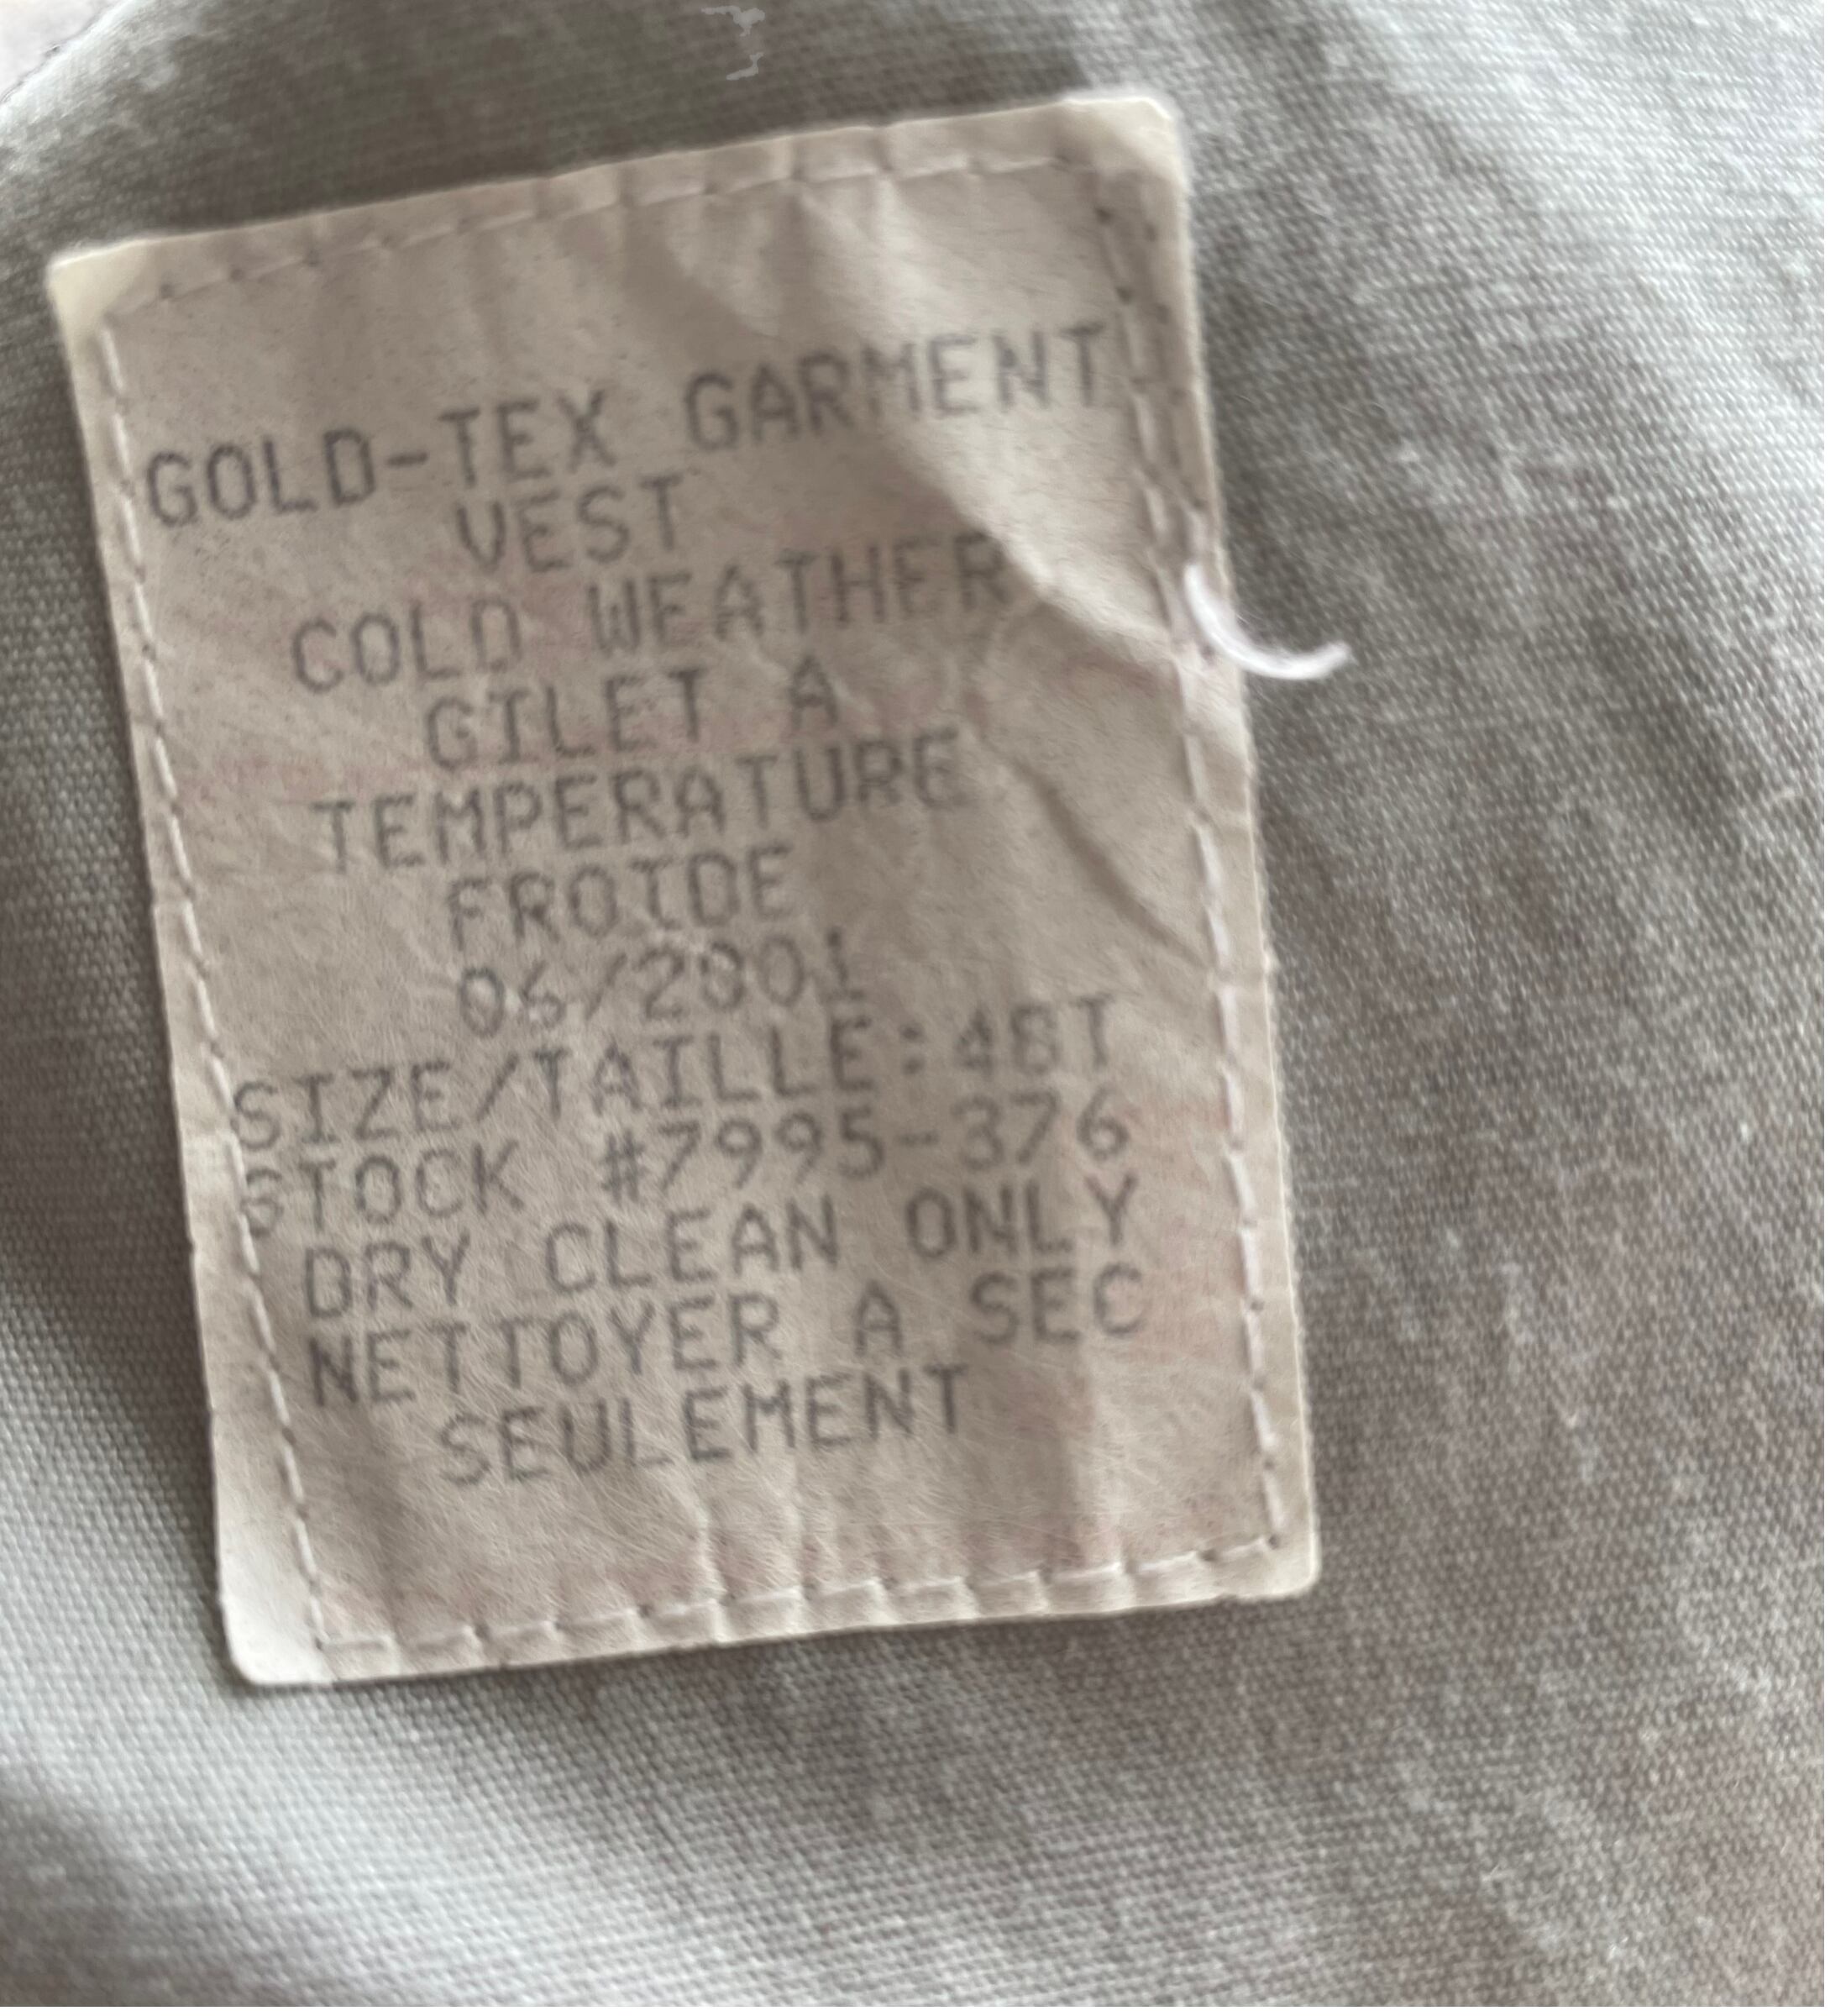 GOLD-TEX GARMENT
VEST
COLD WEATHER
GILET A
TEMPERATURE
FROIDE
06/2001
SIZE/TAILLE:48T
STOCK #7995-376
DRY CLEAN ONLY
NETTOYER A SEC
SEULEMENT